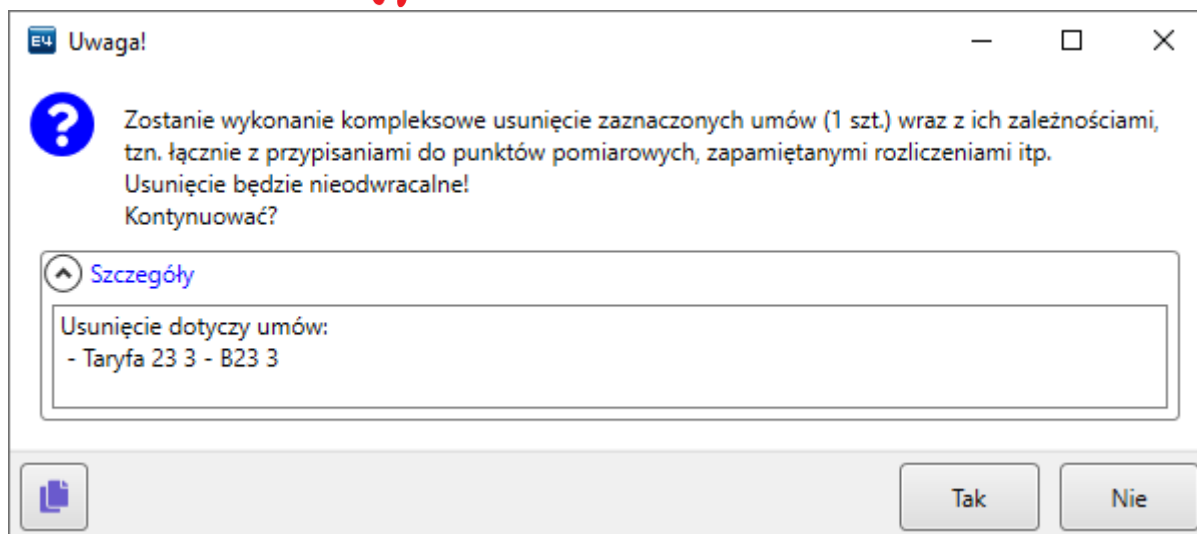 E4 Uwaga!
Zostanie wykonanie kompleksowe usunięcie zaznaczonych umów (1 szt.) wraz z ich zależnościami,
tzn. łącznie z przypisaniami do punktów pomiarowych, zapamiętanymi rozliczeniami itp.
Usunięcie będzie nieodwracalne!
Kontynuować?
Szczegóły
Usunięcie dotyczy umów:
- Taryfa 23 3 - B23 3
Tak Nie